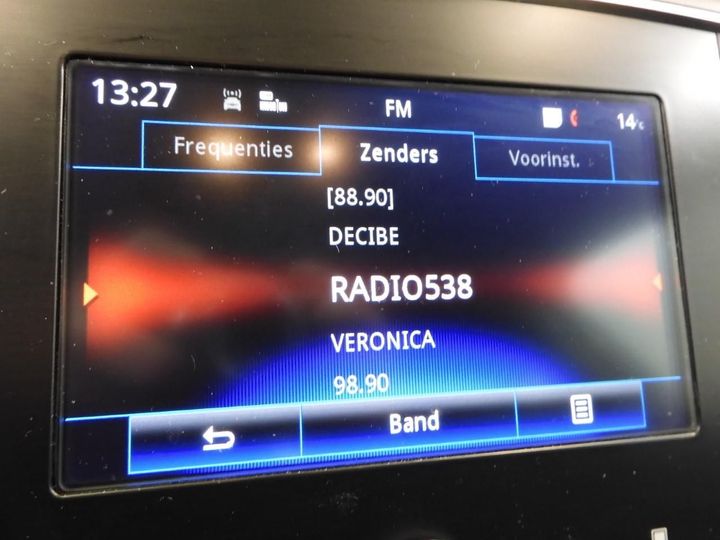 13:27 FM 14°C
Frequenties Zenders Voorinst.
[88.90]
DECIBE
RADIO538
VERONICA
98.90
Band